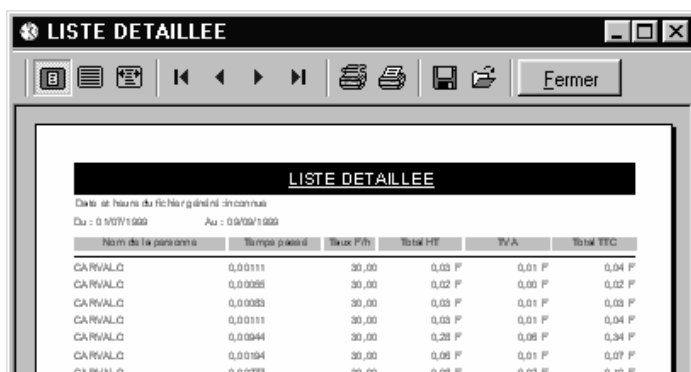 LISTE DETAILLEE
Fermer
LISTE DETAILLEE
Date et heure du fichier généré :inconnue
Du : 01/07/1999 Au : 09/09/1999
Nom de la personne Temps passé Taux F/h Total HT TVA Total TTC
CARVALO 0,00111 30,00 0,03 F 0,01 F 0,04 F
CARVALO 30,00 0,02 F 0,00 F 0,02 F
CARVALO 0,00083 30,00 0,03 F 0,01 F 0,03 F
CARVALO 0,00111 30,00 0,03 F 0,01 F 0,04 F
CARVALO 0,00944 30,00 0,28 F 0,06 F 0,34 F
CARVALO 0,00194 30,00 0,06 F 0,01 F 0,07 F
CARVALO